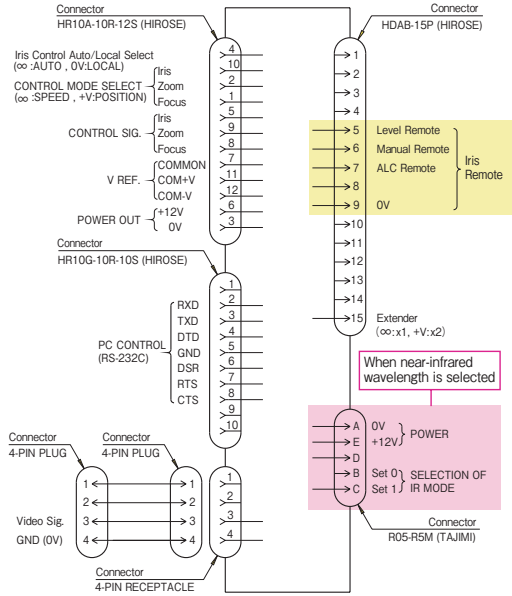 Connector
HR10A-10R-12S (HIROSE)
Iris Control Auto/Local Select
(∞ :AUTO , 0V:LOCAL)
CONTROL MODE SELECT
(∞ :SPEED , +V:POSITION)
Iris
Zoom
Focus
CONTROL SIG.
Iris
Zoom
Focus
V REF.
COMMON
COM+V
COM-V
POWER OUT
+12V
0V
4
10
2
1
5
9
8
7
11
12
6
3
Connector
HR10G-10R-10S (HIROSE)
PC CONTROL
(RS-232C)
RXD
TXD
DTD
GND
DSR
RTS
CTS
1
2
3
4
5
6
7
8
9
10
Connector
4-PIN PLUG
Connector
4-PIN PLUG
Video Sig.
GND (0V)
1 1
2 2
3 3
4 4
1
2
3
4
Connector
4-PIN RECEPTACLE
Connector
HDAB-15P (HIROSE)
1
2
3
4
5 Level Remote
6 Manual Remote
7 ALC Remote
8
9 0V
Iris
Remote
10
11
12
13
14
15 Extender
(∞:x1, +V:x2)
When near-infrared
wavelength is selected
A 0V
E +12V
POWER
D
B Set 0
C Set 1
SELECTION OF
IR MODE
Connector
R05-R5M (TAJIMI)